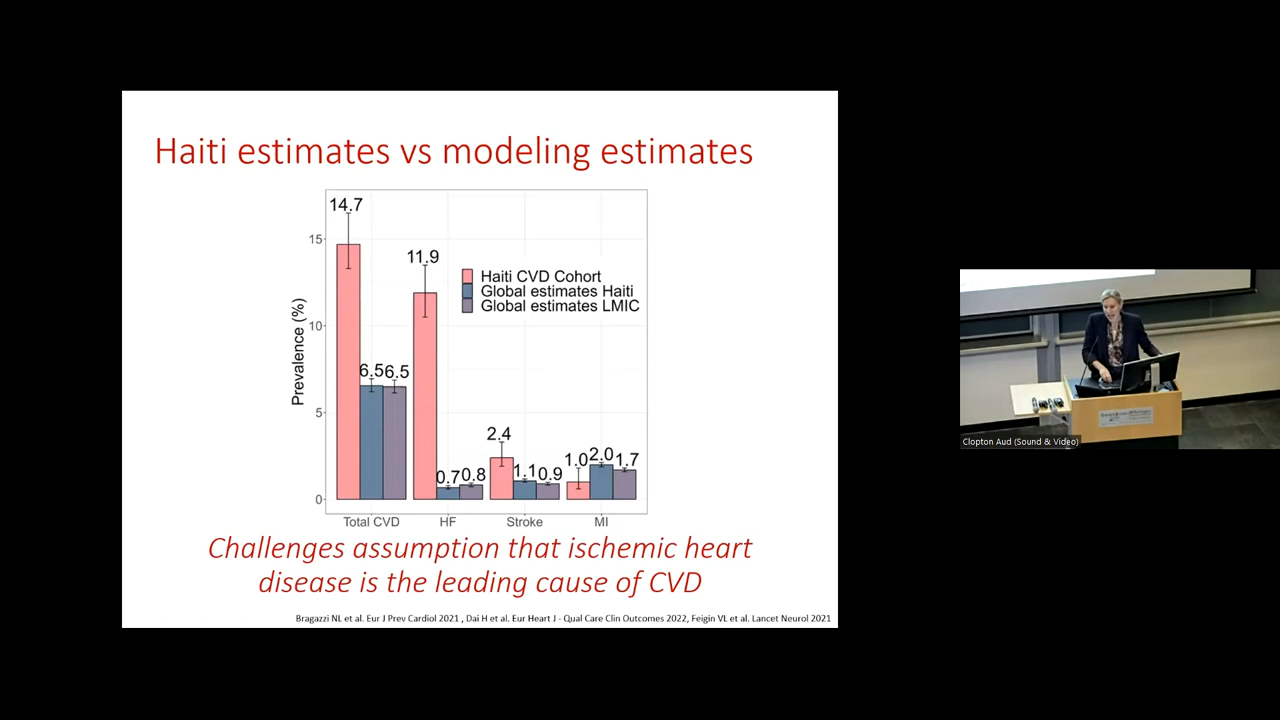 Haiti estimates vs modeling estimates
14.7
11.9
6.5 6.5
0.7 0.8
2.4
1.1 0.9
1.0 2.0 1.7
Haiti CVD Cohort
Global estimates Haiti
Global estimates LMIC
Prevalence (%)
15
10
5
0
Total CVD HF Stroke MI
Challenges assumption that ischemic heart
disease is the leading cause of CVD
Bragazzi NL et al. Eur J Prev Cardiol 2021 , Dai H et al. Eur Heart J - Qual Care Clin Outcomes 2022, Feigin VL et al. Lancet Neurol 2021
Clopton Aud (Sound & Video)